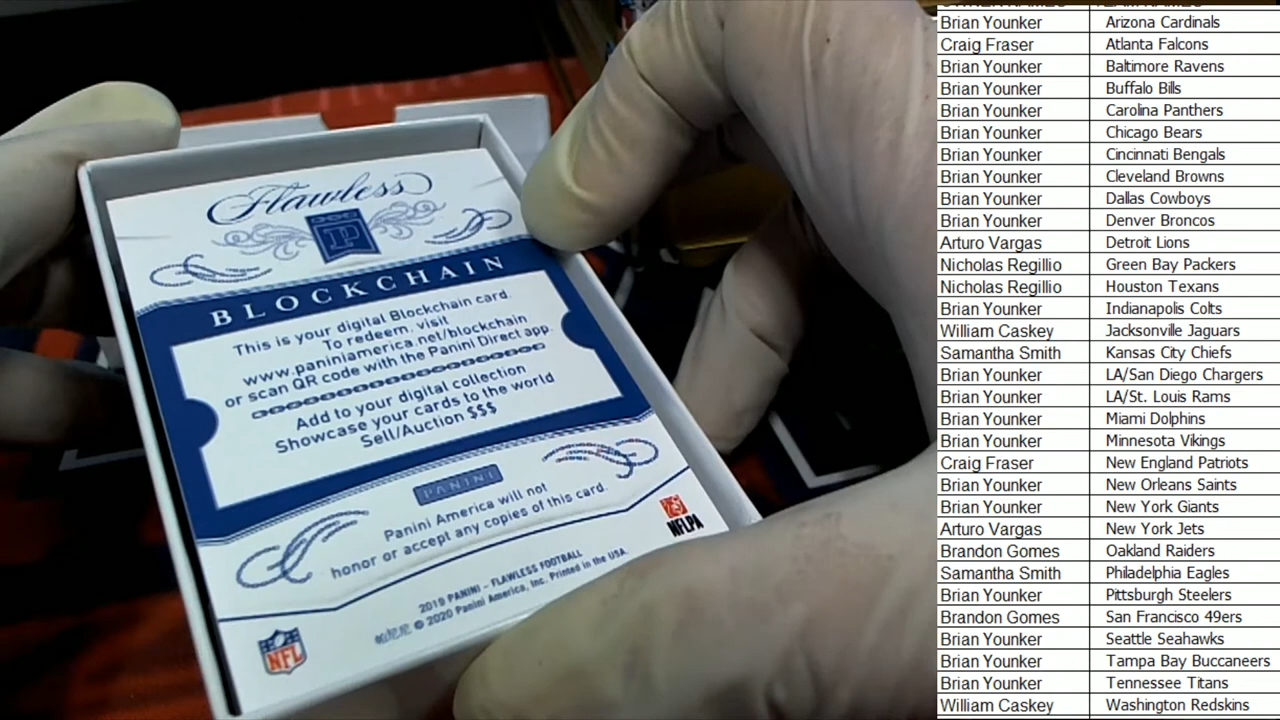 Flawless
P
BLOCKCHAIN
This is your digital Blockchain card.
To redeem, visit
www.paniniamerica.net/blockchain
or scan QR code with the Panini Direct app.
Add to your digital collection
Showcase your cards to the world
Sell/Auction $$$
PANINI
Panini America will not
honor or accept any copies of this card.
NFLPA
2019 PANINI – FLAWLESS FOOTBALL
帕尼尼 © 2020 Panini America, Inc. Printed in the USA.
NFL
Brian Younker Arizona Cardinals
Craig Fraser Atlanta Falcons
Brian Younker Baltimore Ravens
Brian Younker Buffalo Bills
Brian Younker Carolina Panthers
Brian Younker Chicago Bears
Brian Younker Cincinnati Bengals
Brian Younker Cleveland Browns
Brian Younker Dallas Cowboys
Brian Younker Denver Broncos
Arturo Vargas Detroit Lions
Nicholas Regillio Green Bay Packers
Nicholas Regillio Houston Texans
Brian Younker Indianapolis Colts
William Caskey Jacksonville Jaguars
Samantha Smith Kansas City Chiefs
Brian Younker LA/San Diego Chargers
Brian Younker LA/St. Louis Rams
Brian Younker Miami Dolphins
Brian Younker Minnesota Vikings
Craig Fraser New England Patriots
Brian Younker New Orleans Saints
Brian Younker New York Giants
Arturo Vargas New York Jets
Brandon Gomes Oakland Raiders
Samantha Smith Philadelphia Eagles
Brian Younker Pittsburgh Steelers
Brandon Gomes San Francisco 49ers
Brian Younker Seattle Seahawks
Brian Younker Tampa Bay Buccaneers
Brian Younker Tennessee Titans
William Caskey Washington Redskins